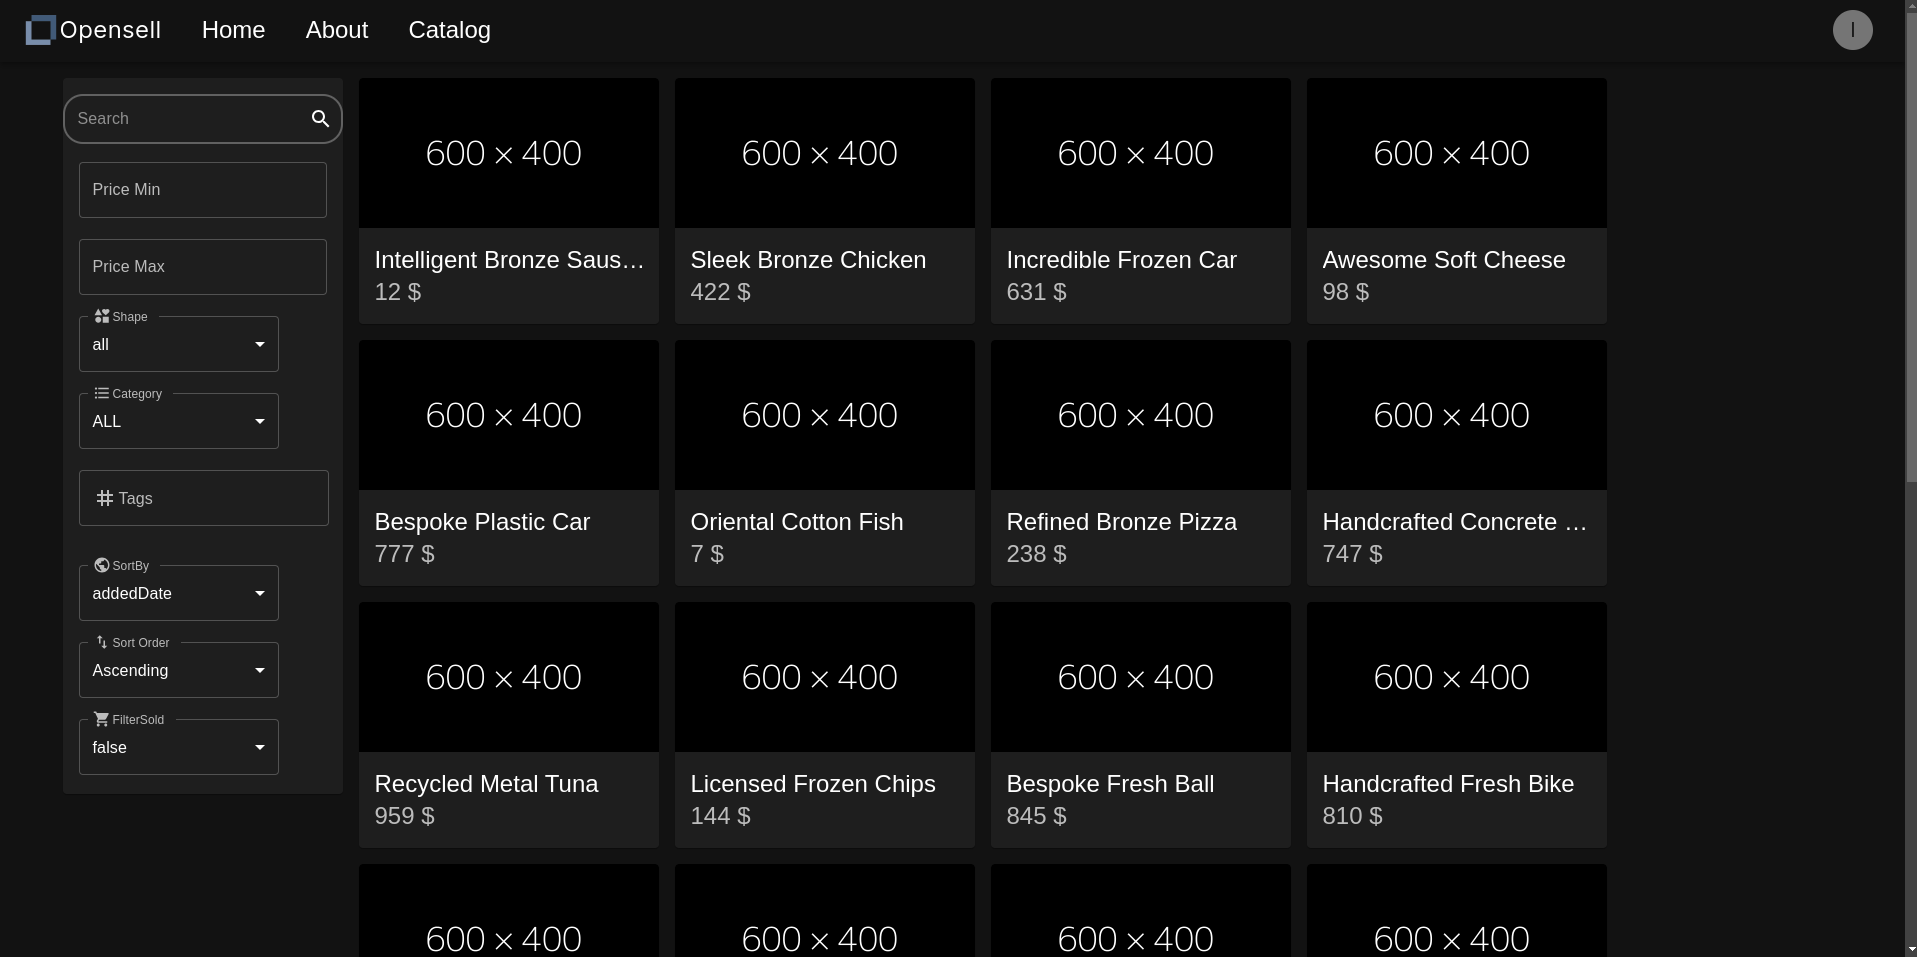 Opensell Home About Catalog I
Search
Price Min
Price Max
Shape
all
Category
ALL
Tags
SortBy
addedDate
Sort Order
Ascending
FilterSold
false
600 × 400 600 × 400 600 × 400 600 × 400
Intelligent Bronze Saus… Sleek Bronze Chicken Incredible Frozen Car Awesome Soft Cheese
12 $ 422 $ 631 $ 98 $
600 × 400 600 × 400 600 × 400 600 × 400
Bespoke Plastic Car Oriental Cotton Fish Refined Bronze Pizza Handcrafted Concrete …
777 $ 7 $ 238 $ 747 $
600 × 400 600 × 400 600 × 400 600 × 400
Recycled Metal Tuna Licensed Frozen Chips Bespoke Fresh Ball Handcrafted Fresh Bike
959 $ 144 $ 845 $ 810 $
600 × 400 600 × 400 600 × 400 600 × 400